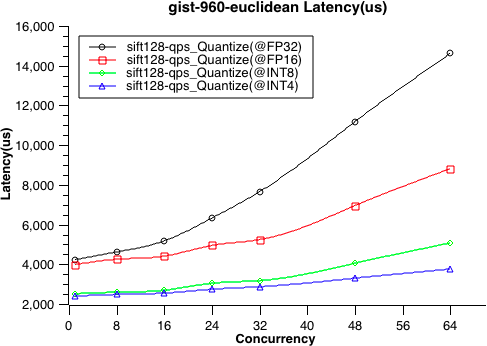 gist-960-euclidean Latency(us)
sift128-qps_Quantize(@FP32)
sift128-qps_Quantize(@FP16)
sift128-qps_Quantize(@INT8)
sift128-qps_Quantize(@INT4)
Latency(us)
16,000
14,000
12,000
10,000
8,000
6,000
4,000
2,000
0 8 16 24 32 40 48 56 64
Concurrency